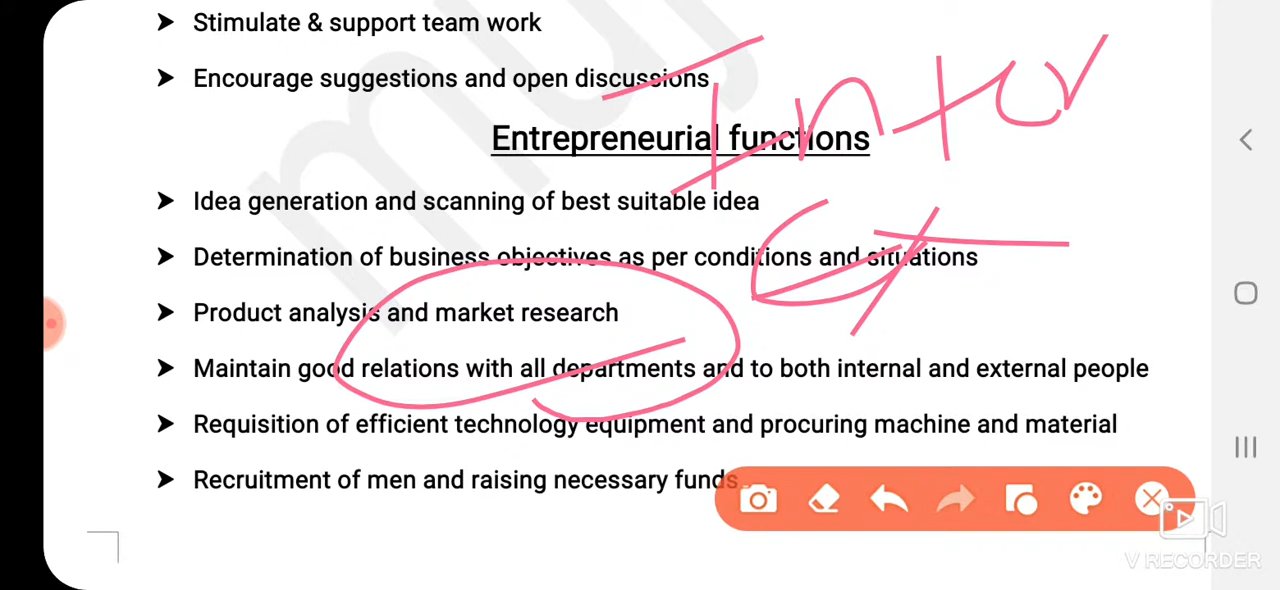 ➤ Stimulate & support team work
➤ Encourage suggestions and open discussions
Entrepreneurial functions
➤ Idea generation and scanning of best suitable idea
➤ Determination of business objectives as per conditions and situations
➤ Product analysis and market research
➤ Maintain good relations with all departments and to both internal and external people
➤ Requisition of efficient technology equipment and procuring machine and material
➤ Recruitment of men and raising necessary funds
V RECORDER